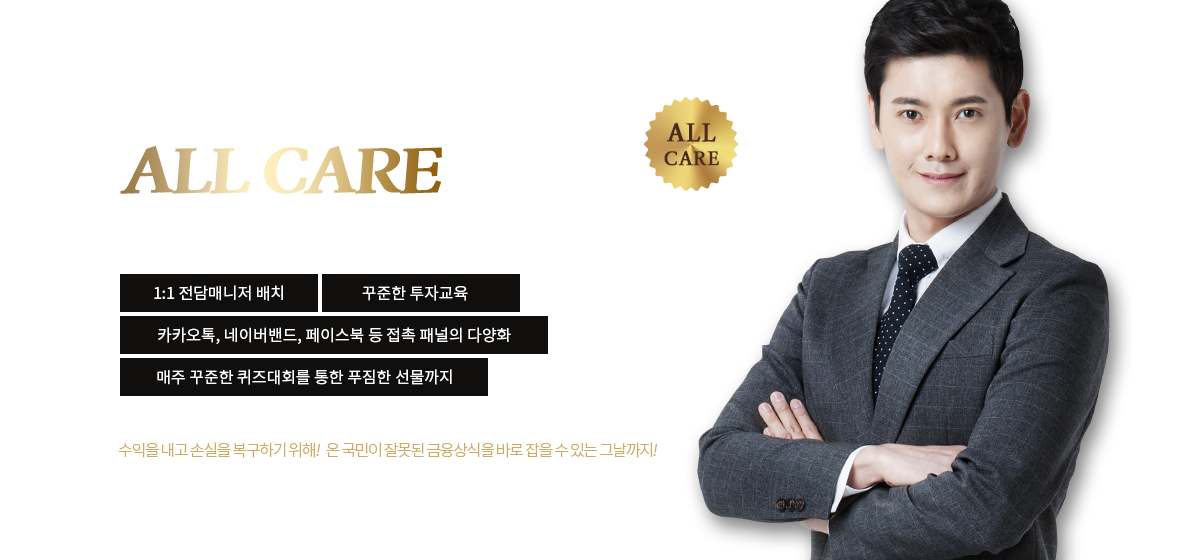 ALL CARE
ALL
CARE
1:1 전담매니저 배치
꾸준한 투자교육
카카오톡, 네이버밴드, 페이스북 등 접촉 패널의 다양화
매주 꾸준한 퀴즈대회를 통한 푸짐한 선물까지
수익을 내고 손실을 복구하기 위해! 온 국민이 잘못된 금융상식을 바로 잡을 수 있는 그날까지!